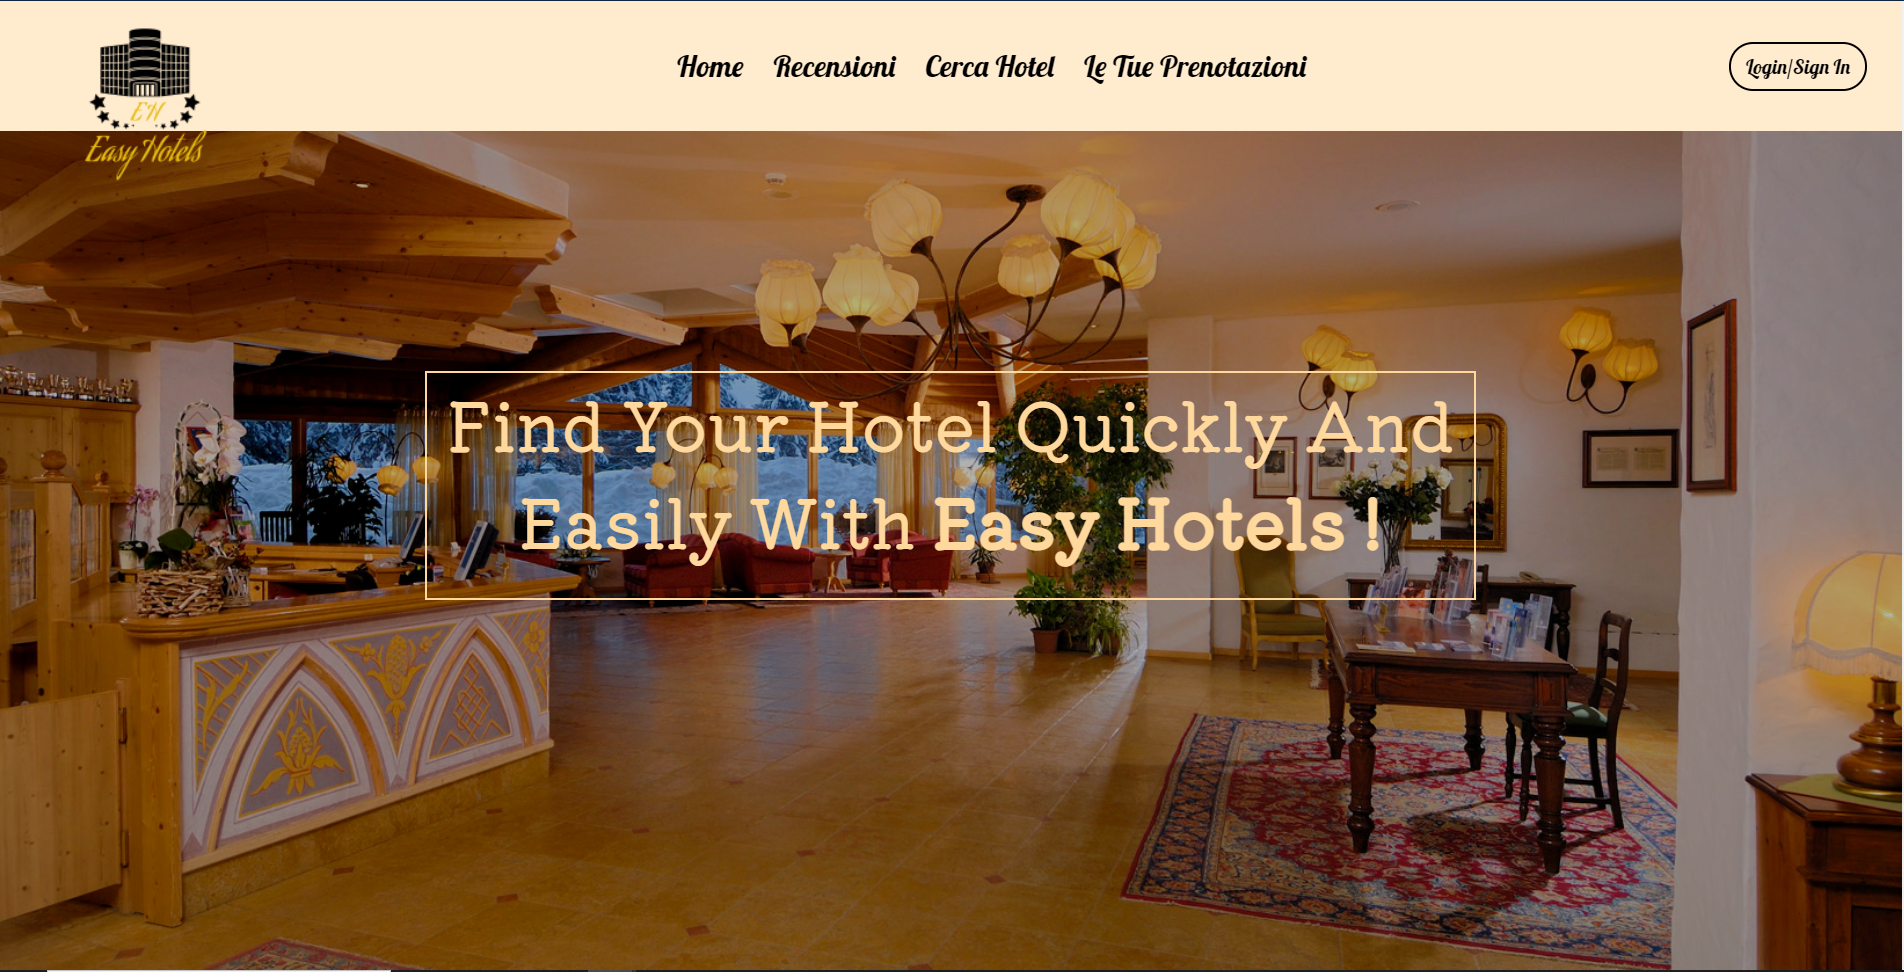 EH
Easy Hotels
Home
Recensioni
Cerca Hotel
Le Tue Prenotazioni
Login/Sign In
Find Your Hotel Quickly And
Easily With Easy Hotels !